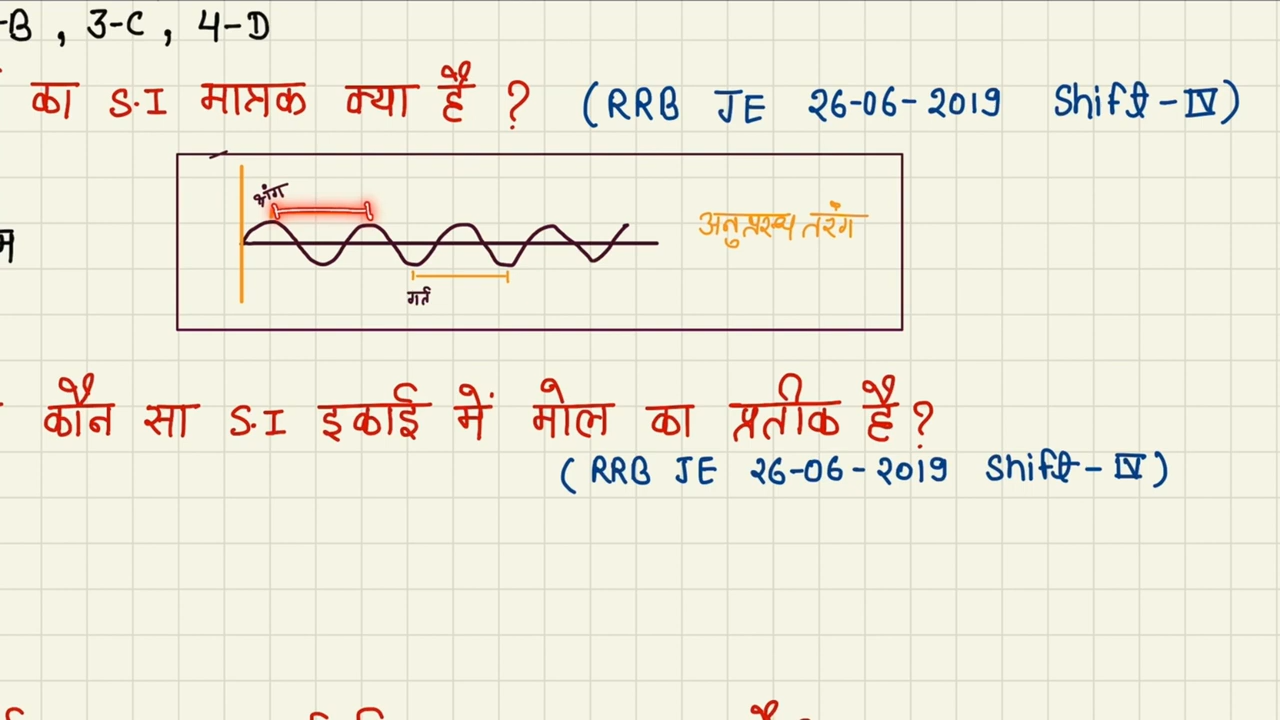 -B , 3-C , 4-D
का S.I मात्रक क्या है ? (RRB JE 26-06-2019 Shift-IV)
श्रंग
अनुप्रस्थ तरंग
म
गर्त
कौन सा S.I इकाई में मोल का प्रतीक है ?
(RRB JE 26-06-2019 Shift-IV)